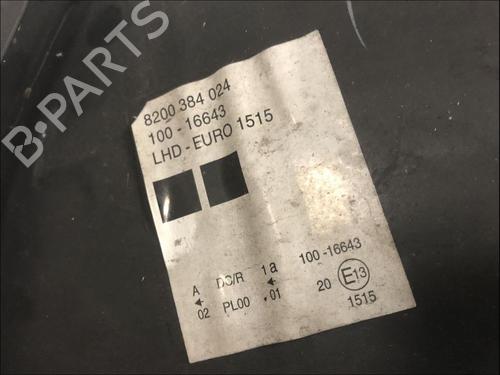 B-PARTS
8200 384 024
100 - 16643
LHD - EURO 1515
A DC/R 1a 100 -16643
← ←
02 PL00 .01 20 E13
1515